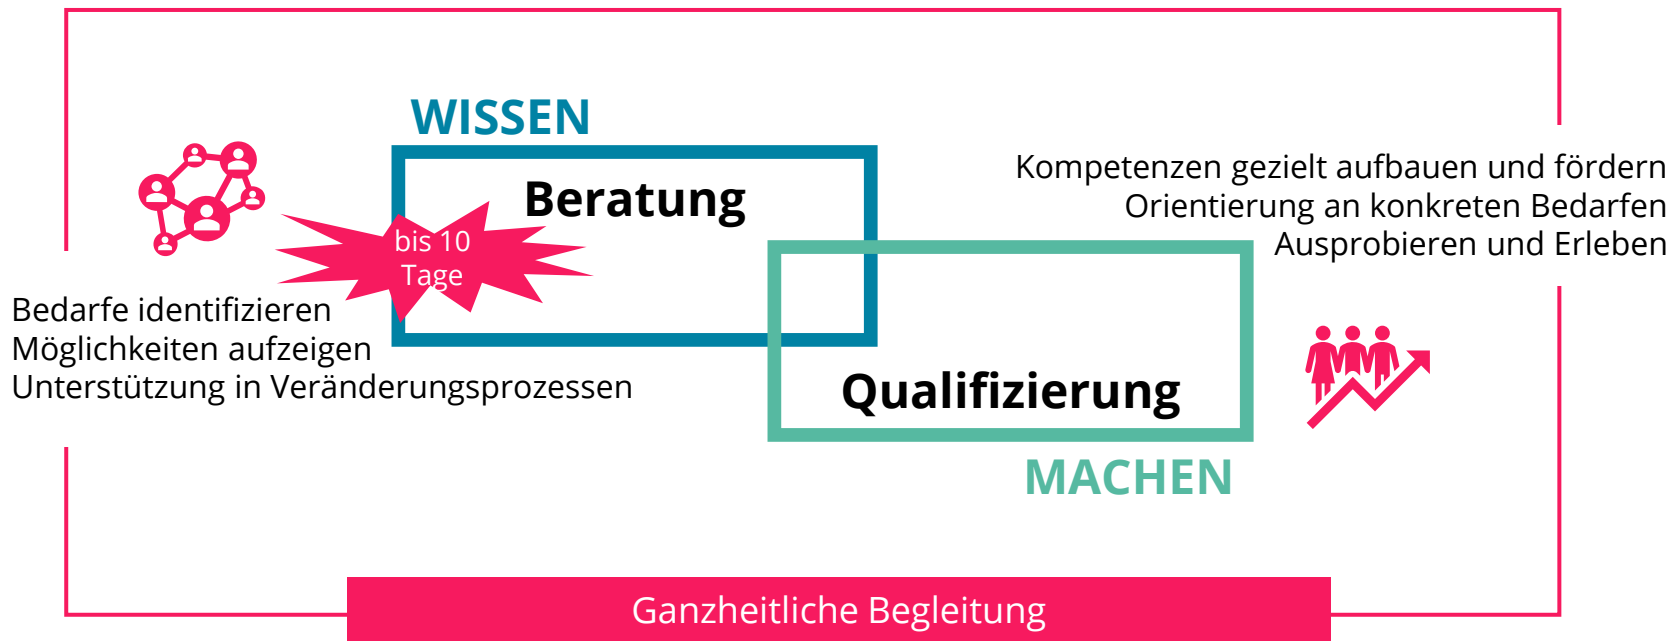 WISSEN
Beratung
bis 10
Tage
Bedarfe identifizieren
Möglichkeiten aufzeigen
Unterstützung in Veränderungsprozessen
Kompetenzen gezielt aufbauen und fördern
Orientierung an konkreten Bedarfen
Ausprobieren und Erleben
Qualifizierung
MACHEN
Ganzheitliche Begleitung